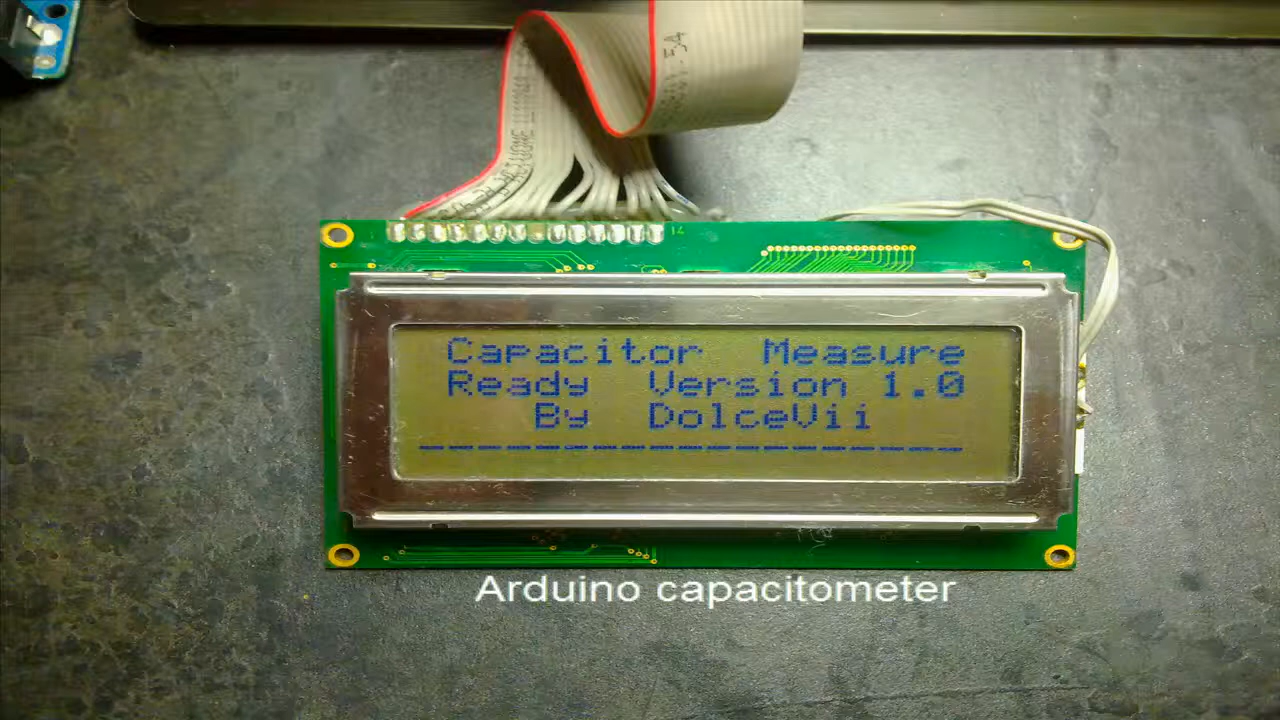 Capacitor Measure
Ready Version 1.0
By DolceVii
--------------------
Arduino capacitometer